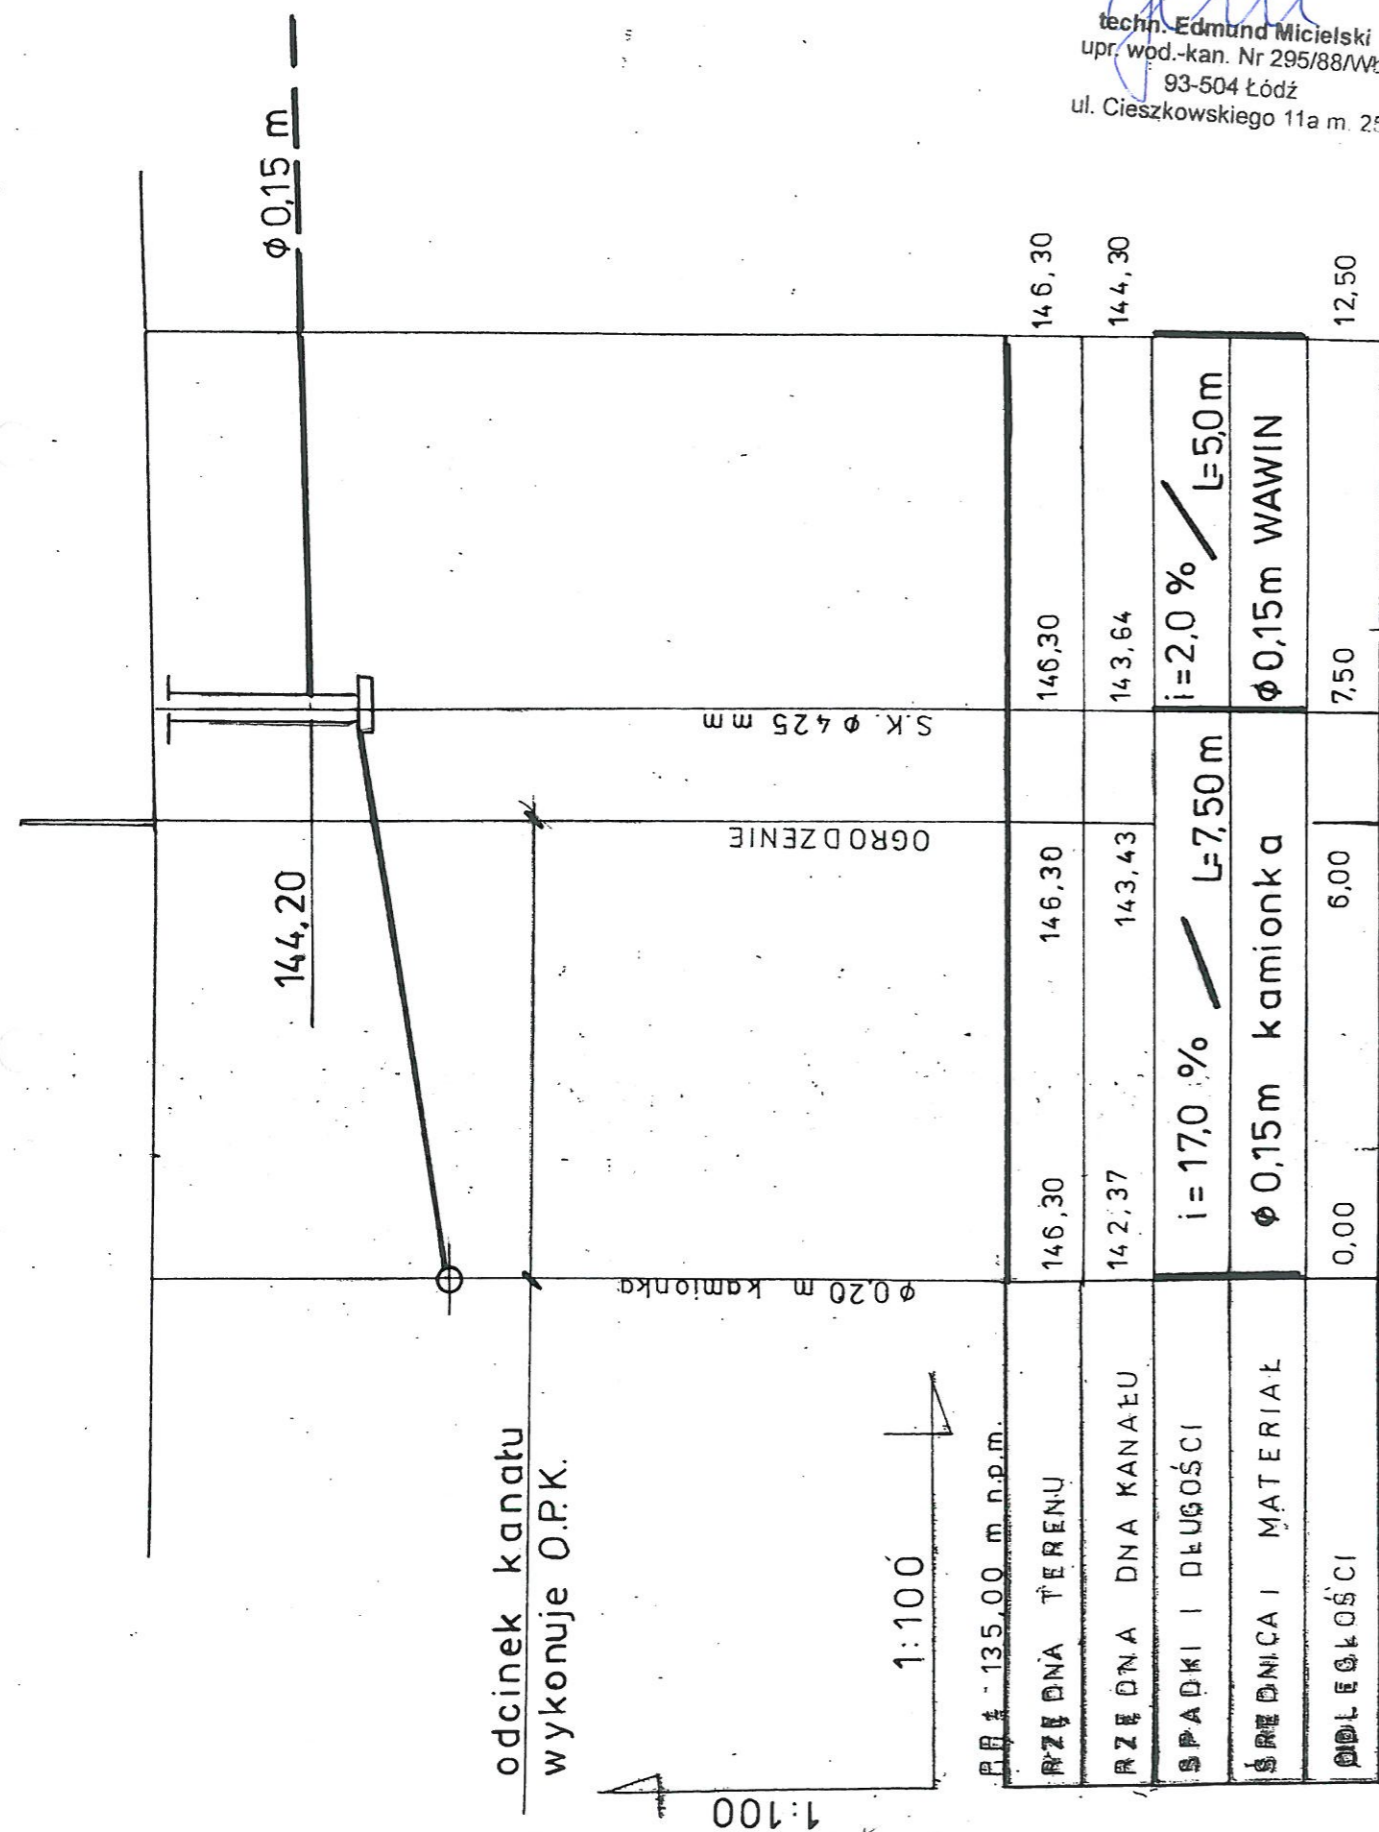 techn. Edmund Micielski
upr. wod.-kan. Nr 295/88/Wł
93-504 Łódź
ul. Cieszkowskiego 11a m. 25
ϕ 0,15 m
144,20
odcinek kanału
wykonuje O.P.K.
ϕ 0,20 m kamionka
OGRODZENIE
S.K. ϕ 425 mm
1:100
1:100
135,00 m n.p.m.
RZĘDNA TERENU 146,30 146,30 146,30 146,30
RZĘDNA DNA KANAŁU 142,37 143,43 143,64 144,30
SPADKI I DŁUGOŚCI i = 17,0 % L=7,50 m i=2,0 % L=5,0 m
ŚREDNICA I MATERIAŁ ϕ 0,15m kamionka ϕ 0,15m WAWIN
ODLEGŁOŚCI 0,00 6,00 7,50 12,50